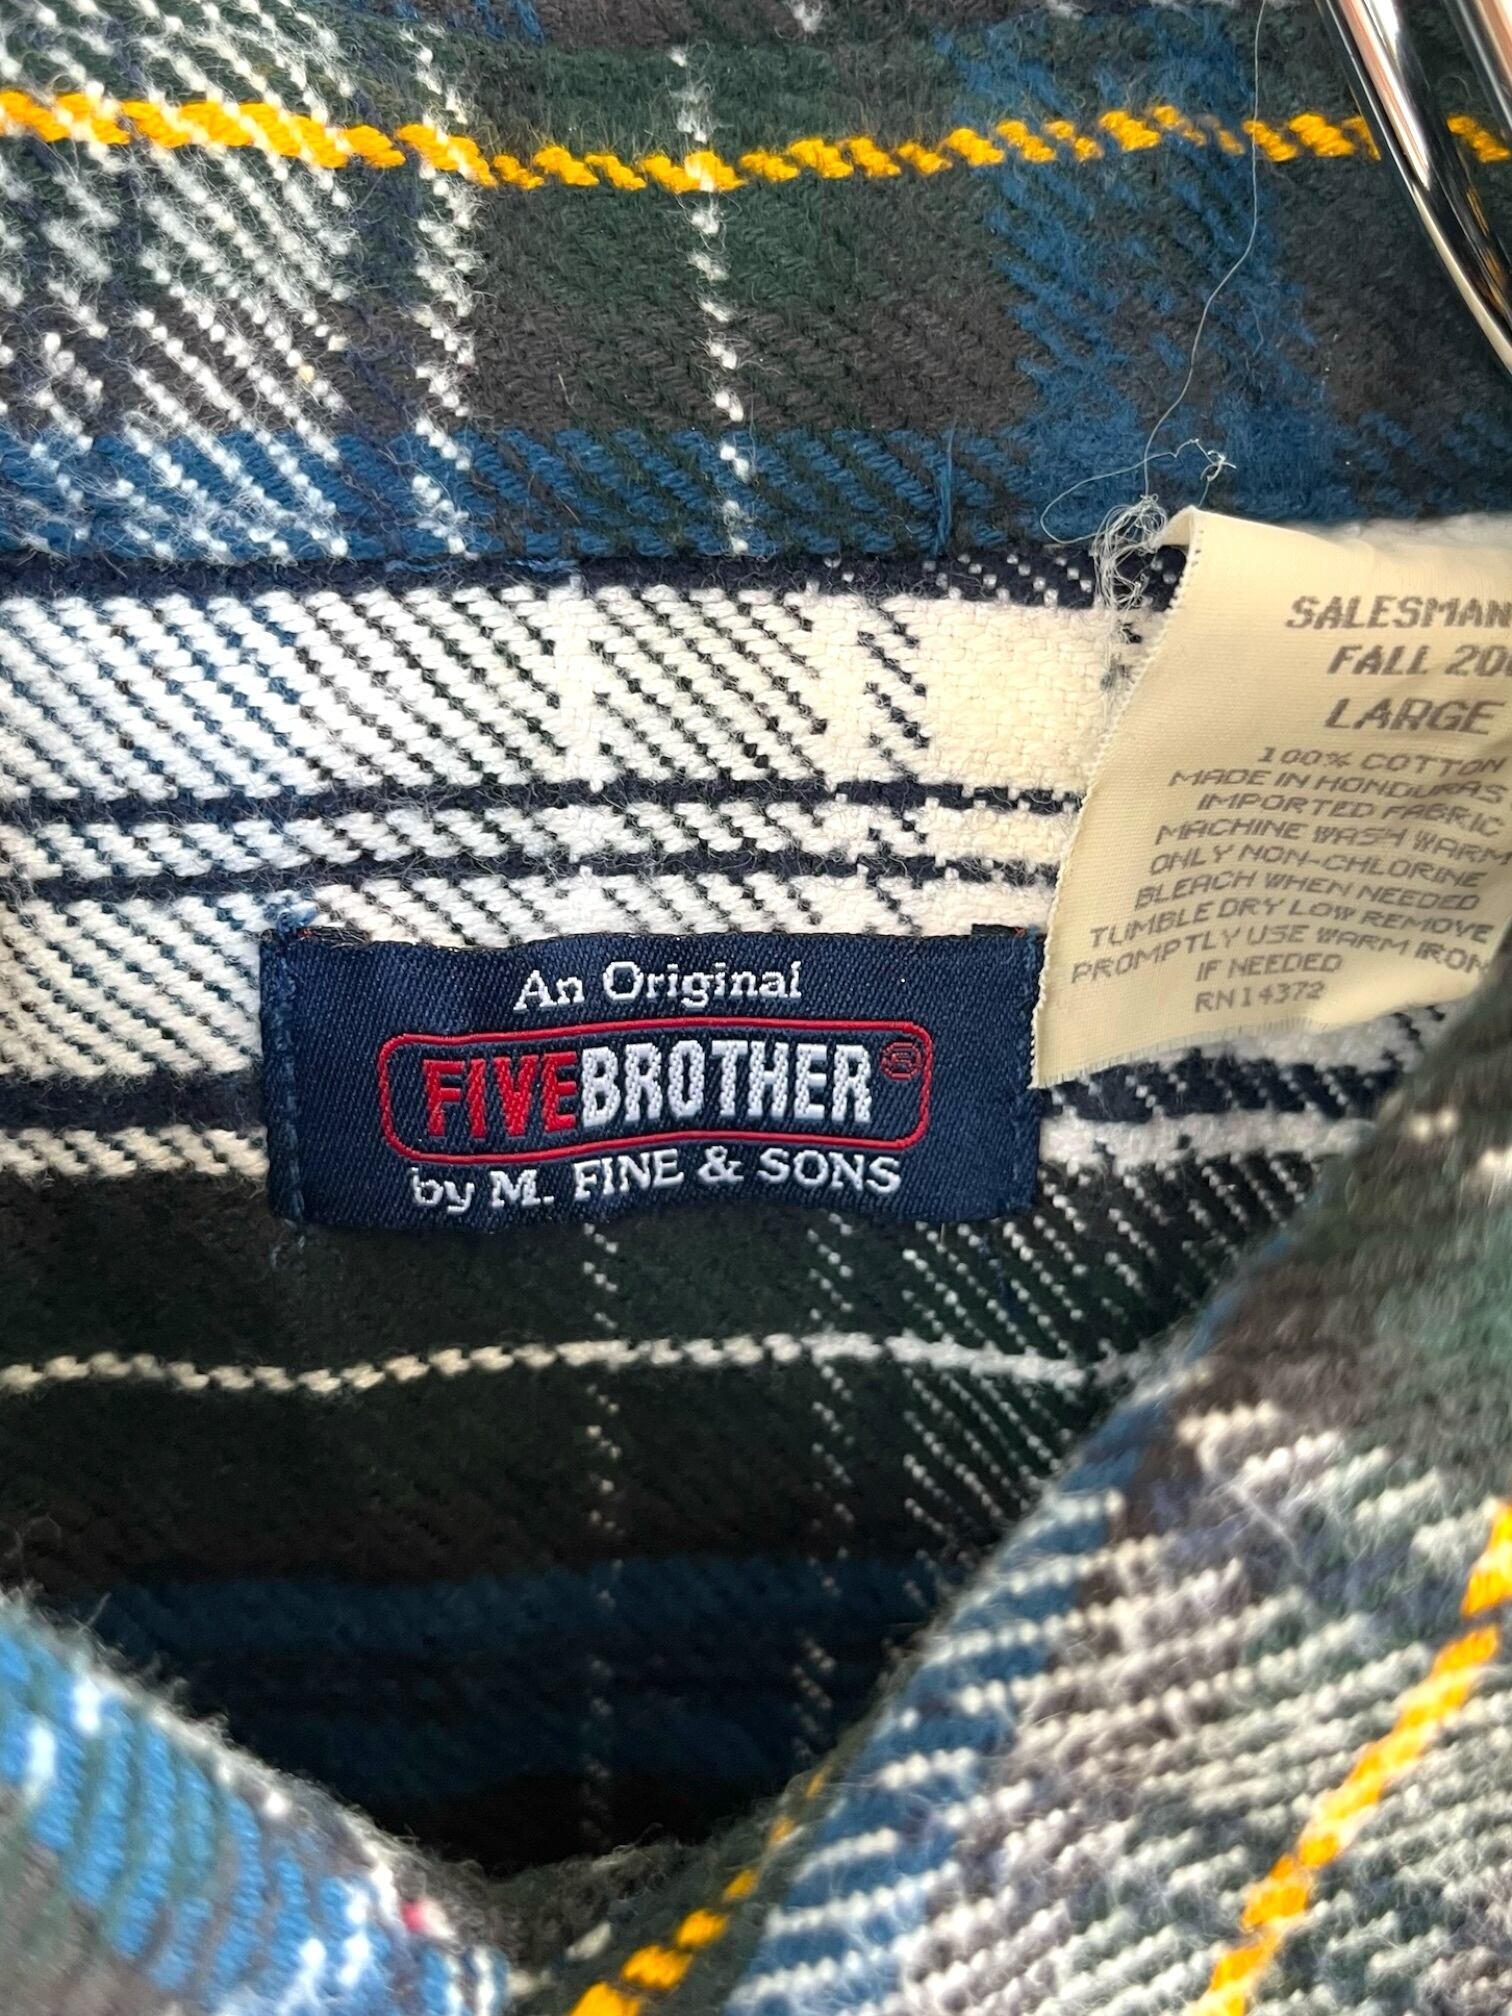 SALESMAN
FALL
LARGE
100% COTTON
MADE IN HONDURAS
IMPORTED FABRIC
MACHINE WASH WARM
ONLY NON-CHLORINE
BLEACH WHEN NEEDED
TUMBLE DRY LOW REMOVE
PROMPTLY USE WARM IRON
IF NEEDED
RN14372
An Original
FIVEBROTHER
by M. FINE & SONS